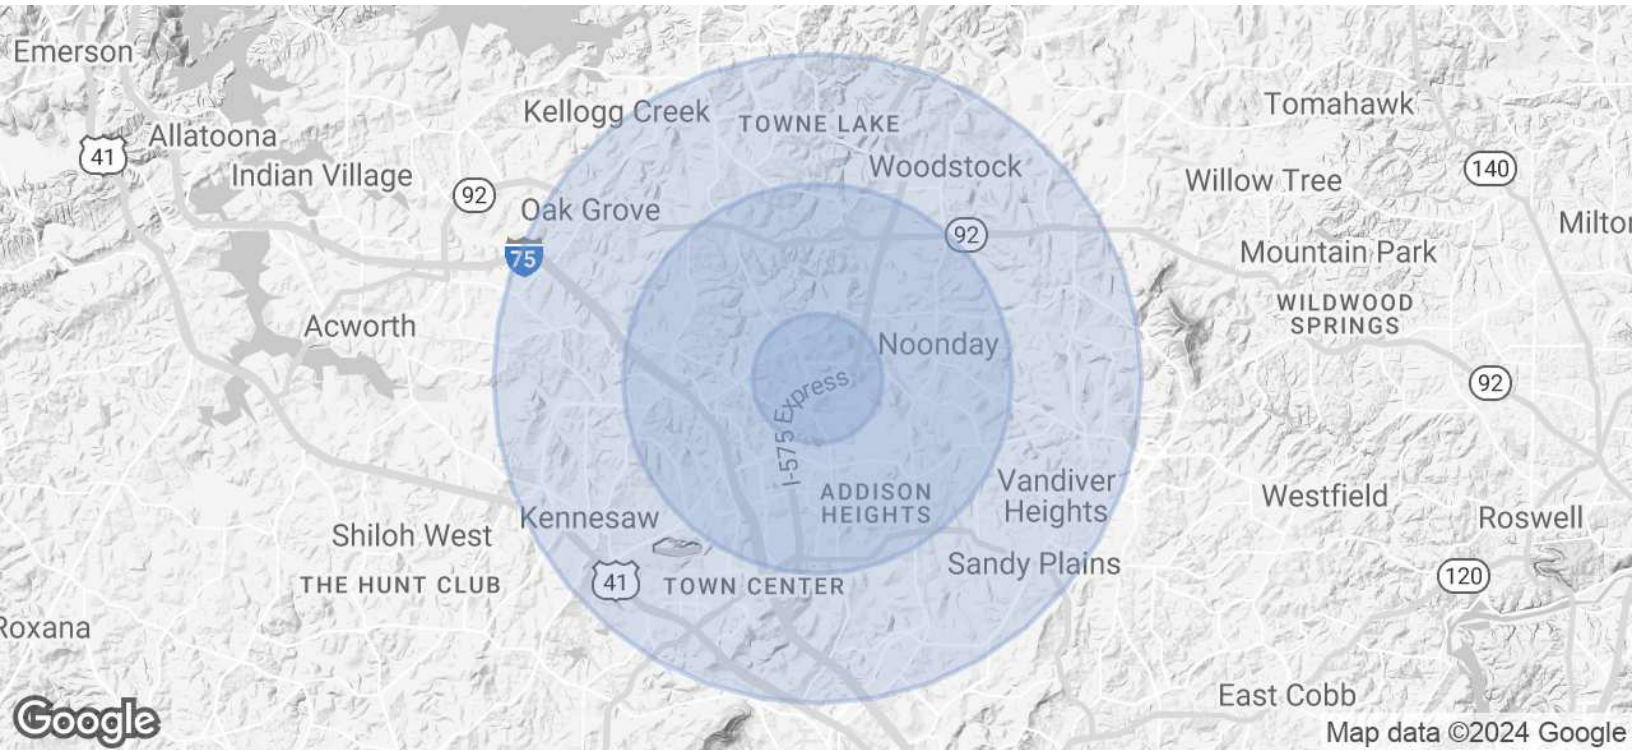 Emerson
Kellogg Creek
TOWNE LAKE
Tomahawk
41
Allatoona
Indian Village
92
Woodstock
Willow Tree
140
Oak Grove
Milton
92
75
Mountain Park
WILDWOOD
SPRINGS
Acworth
Noonday
92
I-575 Express
ADDISON
HEIGHTS
Vandiver
Heights
Westfield
Roswell
Kennesaw
Shiloh West
Sandy Plains
THE HUNT CLUB
41
TOWN CENTER
120
Roxana
East Cobb
Google
Map data ©2024 Google